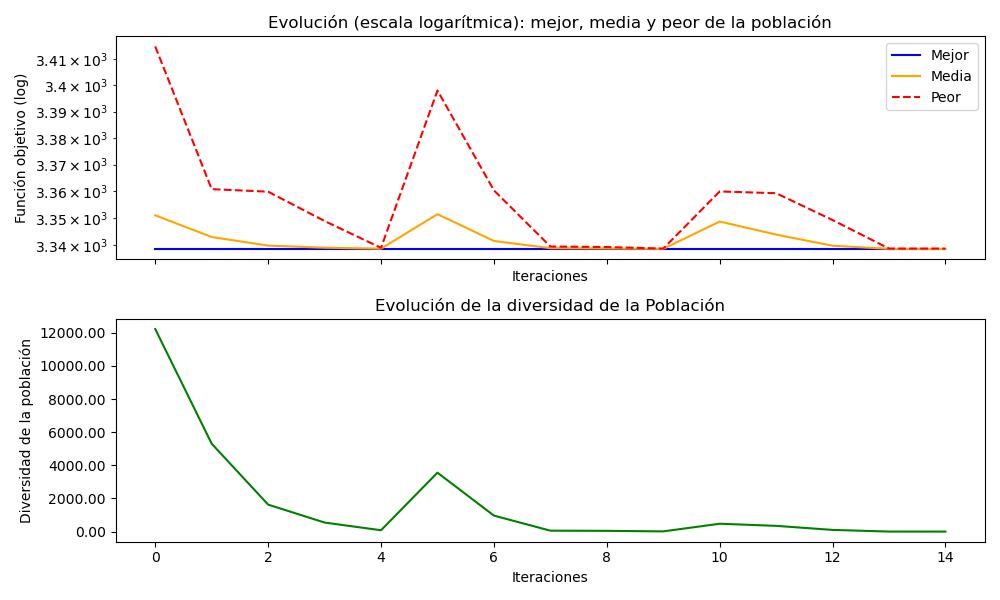 Evolución (escala logarítmica): mejor, media y peor de la población
Función objetivo (log)
3.41 × 10³
3.4 × 10³
3.39 × 10³
3.38 × 10³
3.37 × 10³
3.36 × 10³
3.35 × 10³
3.34 × 10³
Mejor
Media
Peor
Iteraciones
Evolución de la diversidad de la Población
Diversidad de la población
12000.00
10000.00
8000.00
6000.00
4000.00
2000.00
0.00
0 2 4 6 8 10 12 14
Iteraciones